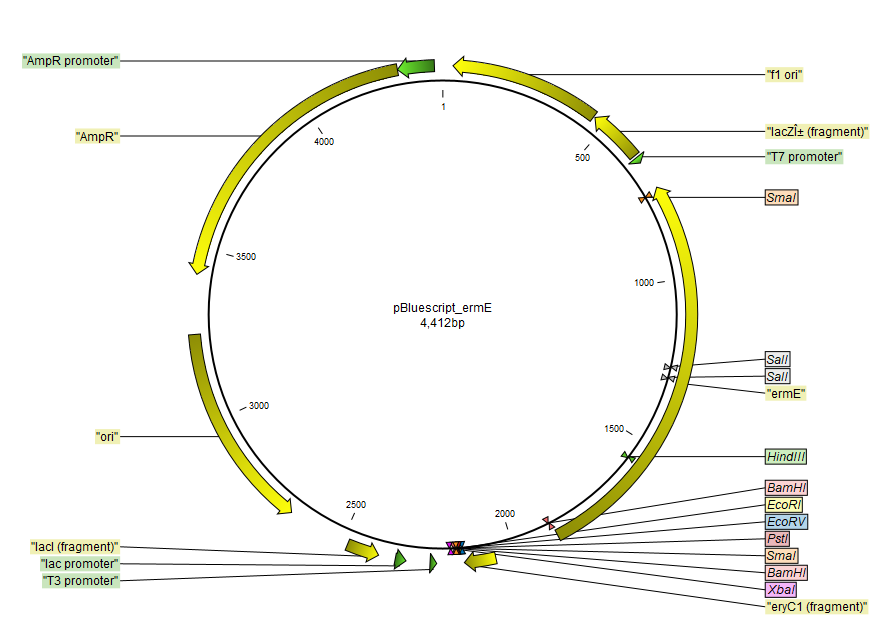 "AmpR promoter"
"f1 ori"
1
"lacZÎ± (fragment)"
"AmpR"
4000
500
"T7 promoter"
SmaI
3500
1000
pBluescript_ermE
4,412bp
SalI
SalI
"ermE"
3000
1500
"ori"
HindIII
BamHI
2500
2000
EcoRI
EcoRV
PstI
"lacI (fragment)"
SmaI
"lac promoter"
BamHI
"T3 promoter"
XbaI
"eryC1 (fragment)"